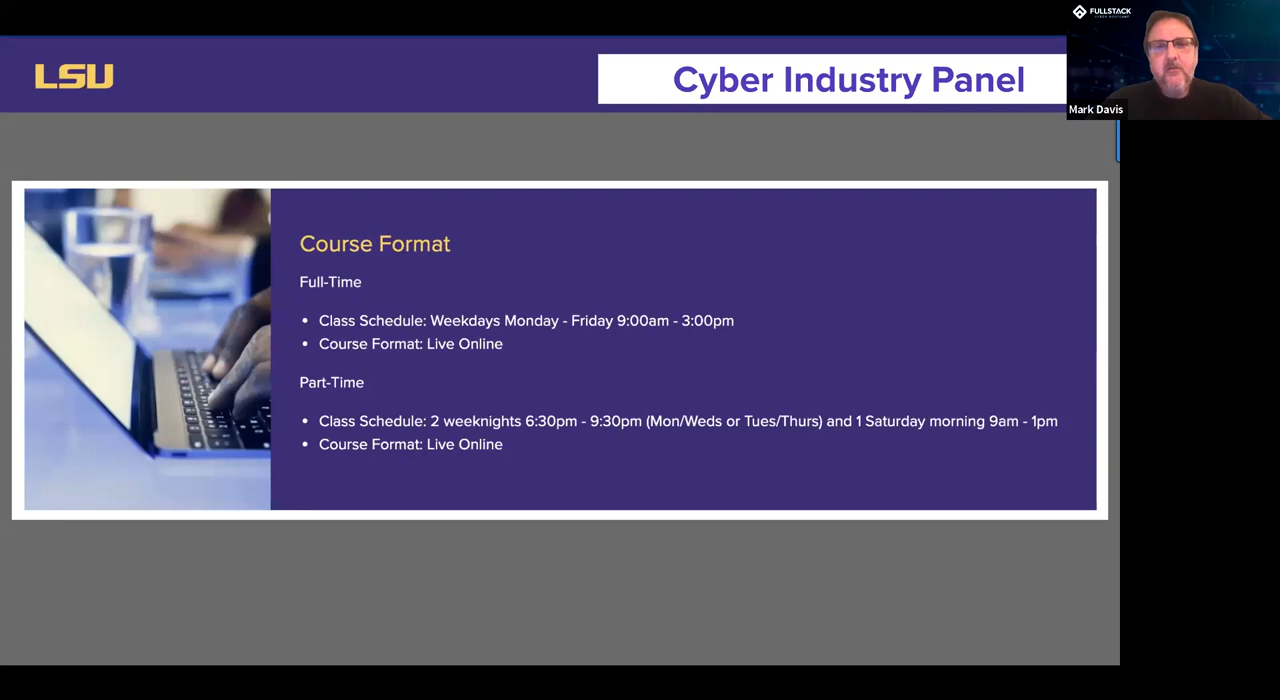 FULLSTACK
CYBER BOOTCAMP
LSU
Cyber Industry Panel
Mark Davis
Course Format
Full-Time
• Class Schedule: Weekdays Monday - Friday 9:00am - 3:00pm
• Course Format: Live Online
Part-Time
• Class Schedule: 2 weeknights 6:30pm - 9:30pm (Mon/Weds or Tues/Thurs) and 1 Saturday morning 9am - 1pm
• Course Format: Live Online